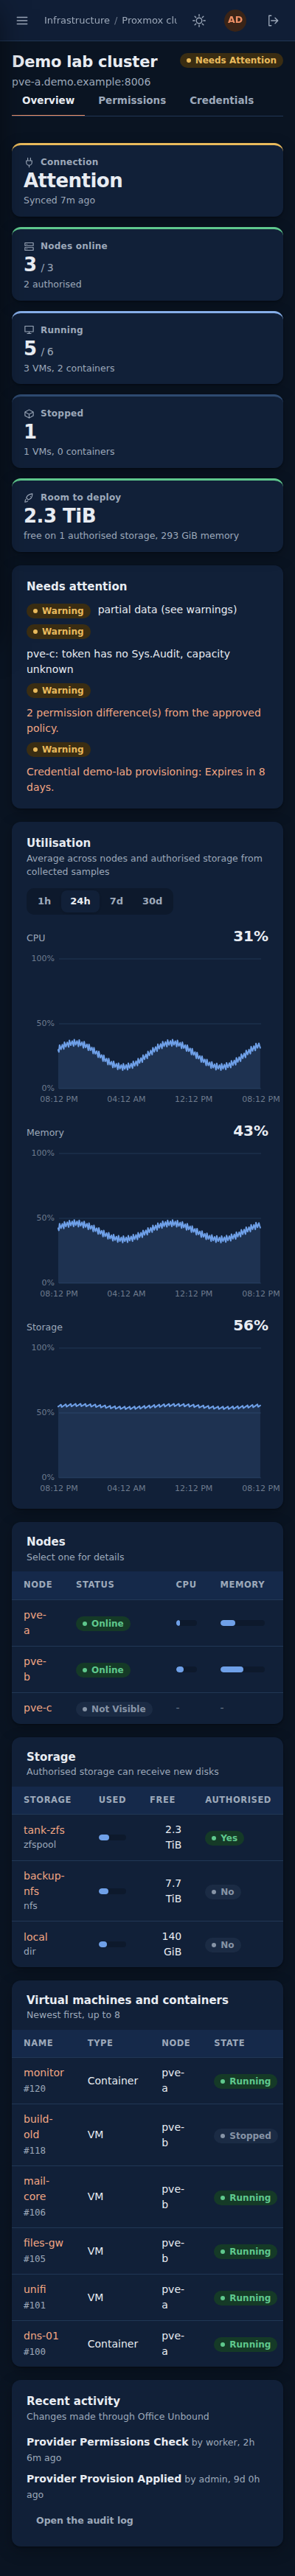 Infrastructure / Proxmox clu
AD
Demo lab cluster
Needs Attention
pve-a.demo.example:8006
Overview Permissions Credentials
Connection
Attention
Synced 7m ago
Nodes online
3 / 3
2 authorised
Running
5 / 6
3 VMs, 2 containers
Stopped
1
1 VMs, 0 containers
Room to deploy
2.3 TiB
free on 1 authorised storage, 293 GiB memory
Needs attention
Warning partial data (see warnings)
Warning
pve-c: token has no Sys.Audit, capacity
unknown
Warning
2 permission difference(s) from the approved
policy.
Warning
Credential demo-lab provisioning: Expires in 8
days.
Utilisation
Average across nodes and authorised storage from
collected samples
1h 24h 7d 30d
CPU 31%
100%
50%
0%
08:12 PM 04:12 AM 12:12 PM 08:12 PM
Memory 43%
100%
50%
0%
08:12 PM 04:12 AM 12:12 PM 08:12 PM
Storage 56%
100%
50%
0%
08:12 PM 04:12 AM 12:12 PM 08:12 PM
Nodes
Select one for details
NODE STATUS CPU MEMORY
pve-
a
Online
pve-
b
Online
pve-c Not Visible - -
Storage
Authorised storage can receive new disks
STORAGE USED FREE AUTHORISED
tank-zfs
zfspool
2.3
TiB
Yes
backup-
nfs
nfs
7.7
TiB
No
local
dir
140
GiB
No
Virtual machines and containers
Newest first, up to 8
NAME TYPE NODE STATE
monitor
#120
Container
pve-
a
Running
build-
old
#118
VM
pve-
b
Stopped
mail-
core
#106
VM
pve-
b
Running
files-gw
#105
VM
pve-
b
Running
unifi
#101
VM
pve-
a
Running
dns-01
#100
Container
pve-
a
Running
Recent activity
Changes made through Office Unbound
Provider Permissions Check by worker, 2h
6m ago
Provider Provision Applied by admin, 9d 0h
ago
Open the audit log